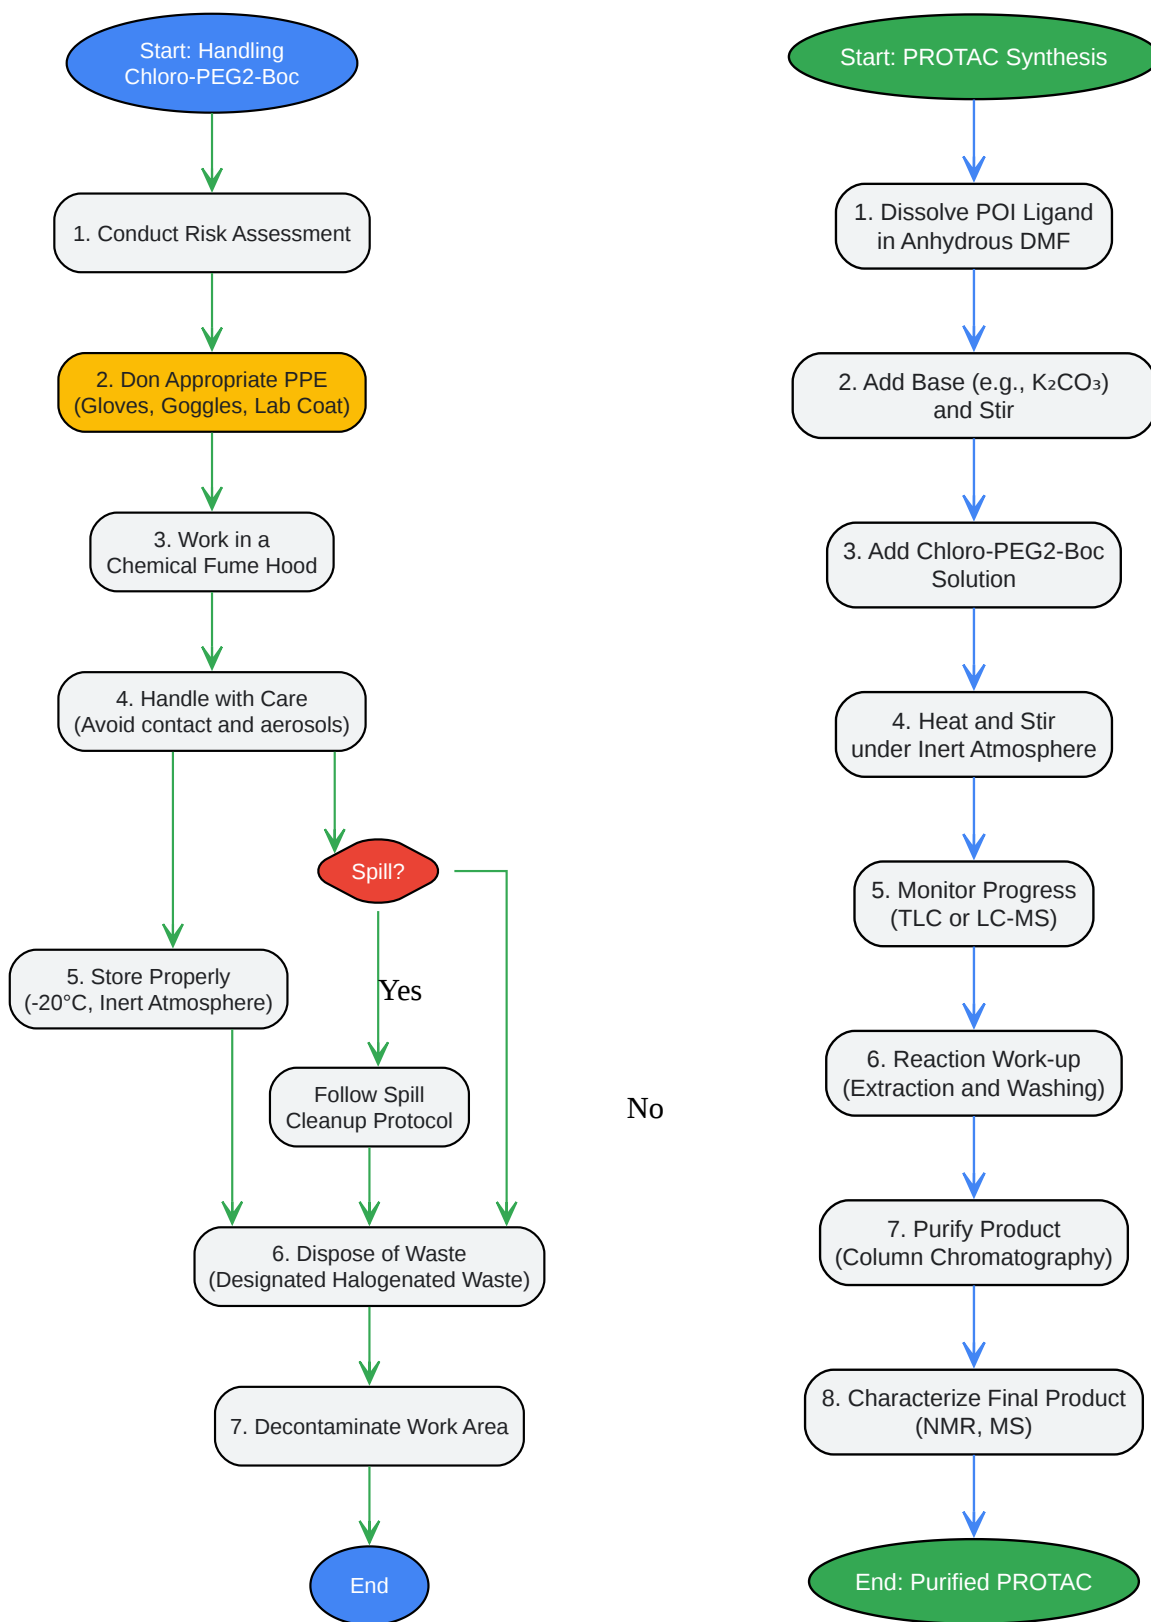 Start: Handling
Chloro-PEG2-Boc
1. Conduct Risk Assessment
2. Don Appropriate PPE
(Gloves, Goggles, Lab Coat)
3. Work in a
Chemical Fume Hood
4. Handle with Care
(Avoid contact and aerosols)
Spill?
5. Store Properly
(-20°C, Inert Atmosphere)
Yes
Follow Spill
Cleanup Protocol
No
6. Dispose of Waste
(Designated Halogenated Waste)
7. Decontaminate Work Area
End
Start: PROTAC Synthesis
1. Dissolve POI Ligand
in Anhydrous DMF
2. Add Base (e.g., K₂CO₃)
and Stir
3. Add Chloro-PEG2-Boc
Solution
4. Heat and Stir
under Inert Atmosphere
5. Monitor Progress
(TLC or LC-MS)
6. Reaction Work-up
(Extraction and Washing)
7. Purify Product
(Column Chromatography)
8. Characterize Final Product
(NMR, MS)
End: Purified PROTAC